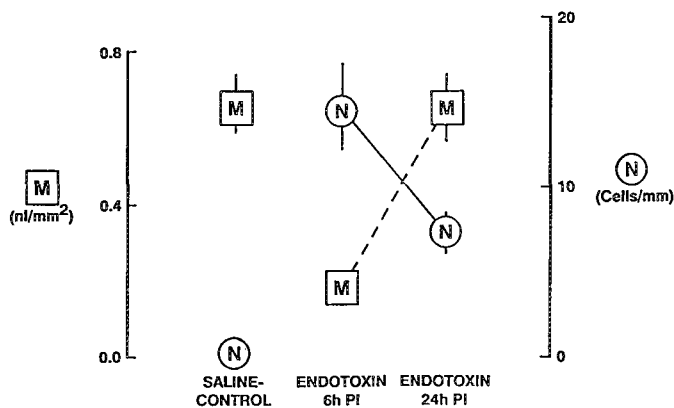 20
0.8
M
N
M
N
10
M
(nl/mm²)
(Cells/mm)
0.4
N
M
0.0
N
0
SALINE-
CONTROL
ENDOTOXIN
6h PI
ENDOTOXIN
24h PI